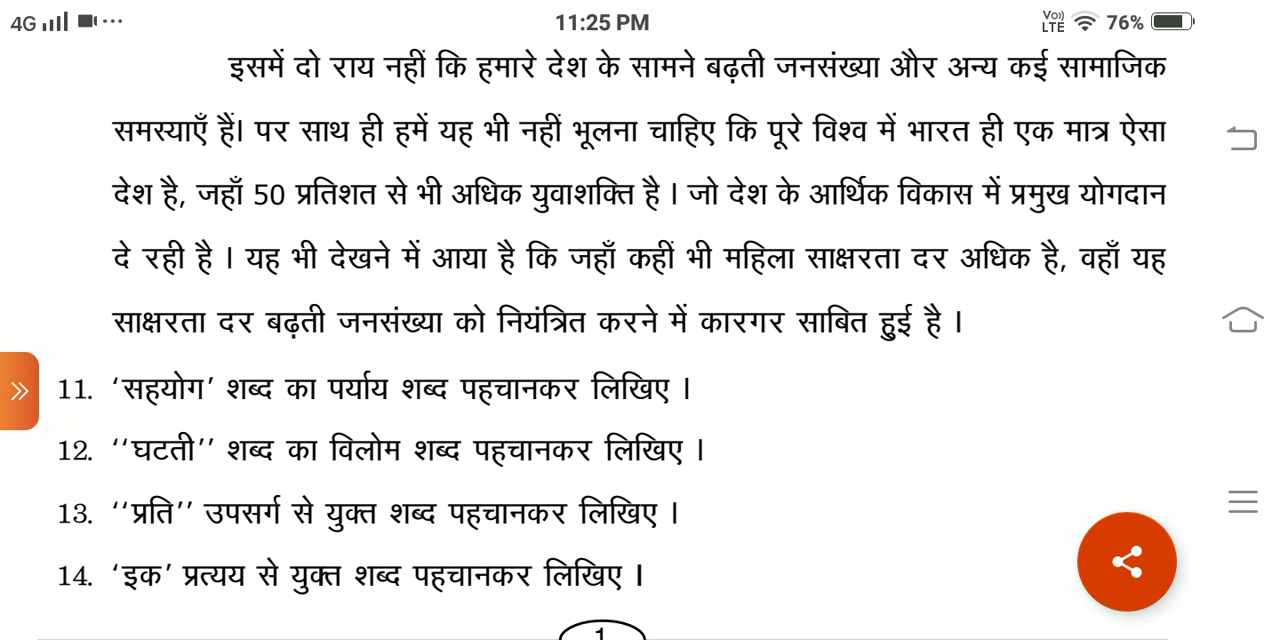 4G 11:25 PM Vo)) LTE 76%
इसमें दो राय नहीं कि हमारे देश के सामने बढ़ती जनसंख्या और अन्य कई सामाजिक
समस्याएँ हैं। पर साथ ही हमें यह भी नहीं भूलना चाहिए कि पूरे विश्व में भारत ही एक मात्र ऐसा
देश है, जहाँ 50 प्रतिशत से भी अधिक युवाशक्ति है । जो देश के आर्थिक विकास में प्रमुख योगदान
दे रही है । यह भी देखने में आया है कि जहाँ कहीं भी महिला साक्षरता दर अधिक है, वहाँ यह
साक्षरता दर बढ़ती जनसंख्या को नियंत्रित करने में कारगर साबित हुई है ।
11. ‘सहयोग’ शब्द का पर्याय शब्द पहचानकर लिखिए ।
12. ‘‘घटती’’ शब्द का विलोम शब्द पहचानकर लिखिए ।
13. ‘‘प्रति’’ उपसर्ग से युक्त शब्द पहचानकर लिखिए ।
14. ‘इक’ प्रत्यय से युक्त शब्द पहचानकर लिखिए ।
1